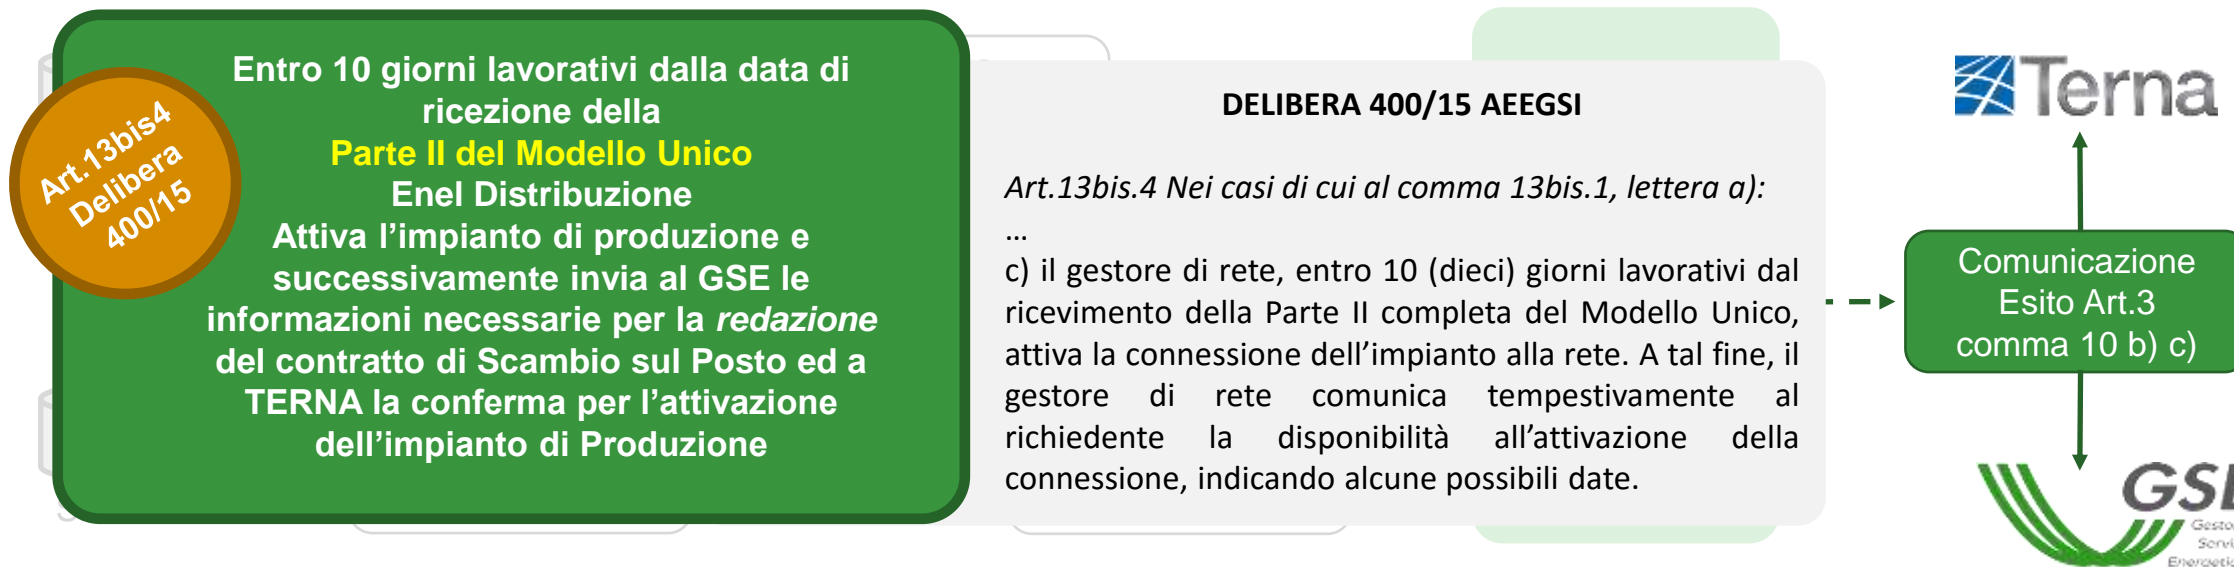 Art.13bis4
Delibera
400/15
Entro 10 giorni lavorativi dalla data di
ricezione della
Parte II del Modello Unico
Enel Distribuzione
Attiva l’impianto di produzione e
successivamente invia al GSE le
informazioni necessarie per la redazione
del contratto di Scambio sul Posto ed a
TERNA la conferma per l’attivazione
dell’impianto di Produzione
DELIBERA 400/15 AEEGSI
Art.13bis.4 Nei casi di cui al comma 13bis.1, lettera a):
…
c) il gestore di rete, entro 10 (dieci) giorni lavorativi dal
ricevimento della Parte II completa del Modello Unico,
attiva la connessione dell’impianto alla rete. A tal fine, il
gestore di rete comunica tempestivamente al
richiedente la disponibilità all’attivazione della
connessione, indicando alcune possibili date.
Terna
Comunicazione
Esito Art.3
comma 10 b) c)
GSE